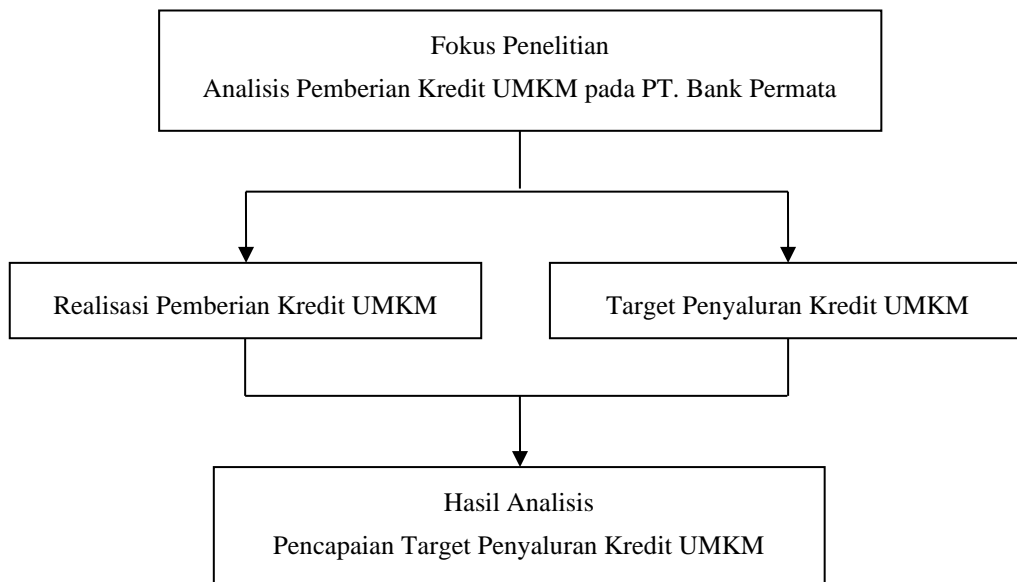 Fokus Penelitian
Analisis Pemberian Kredit UMKM pada PT. Bank Permata
Realisasi Pemberian Kredit UMKM
Target Penyaluran Kredit UMKM
Hasil Analisis
Pencapaian Target Penyaluran Kredit UMKM